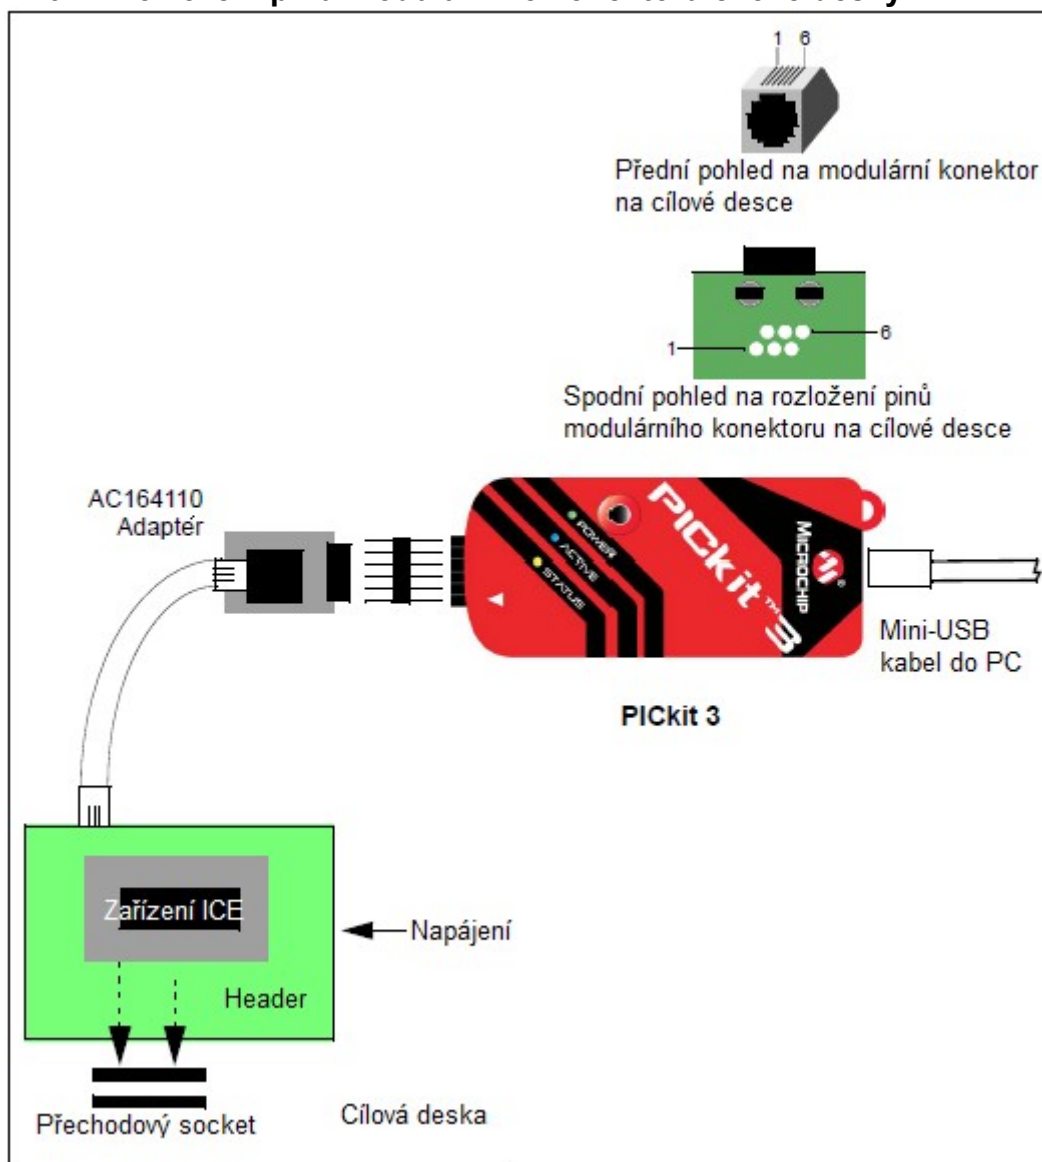 1 6
Přední pohled na modulární konektor
na cílové desce
6
1
Spodní pohled na rozložení pinů
modulárního konektoru na cílové desce
AC164110
Adaptér
POWER
ACTIVE
STATUS
PICkit™ 3
MICROCHIP
®
Mini-USB
kabel do PC
PICkit 3
Zařízení ICE
Napájení
Header
Přechodový socket
Cílová deska